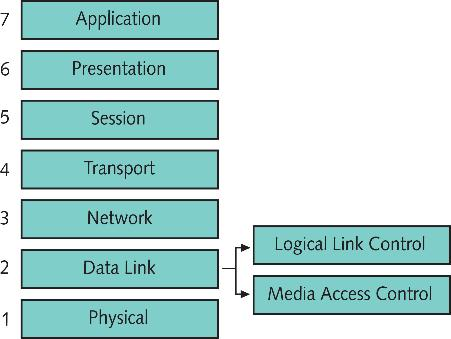 7 Application
6 Presentation
5 Session
4 Transport
3 Network
2 Data Link
Logical Link Control
Media Access Control
1 Physical